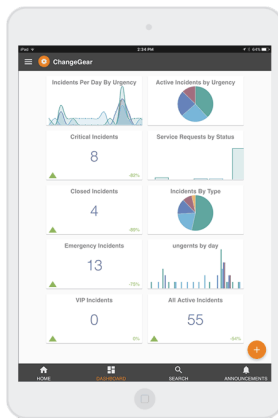 iPad
2:34 PM
64%
ChangeGear
Incidents Per Day By Urgency
Active Incidents by Urgency
Critical Incidents
8
Service Requests by Status
Closed Incidents
4
Incidents By Type
Emergency Incidents
13
ungernts by day
VIP Incidents
0
0%
All Active Incidents
55
HOME
DASHBOARD
SEARCH
ANNOUNCEMENTS